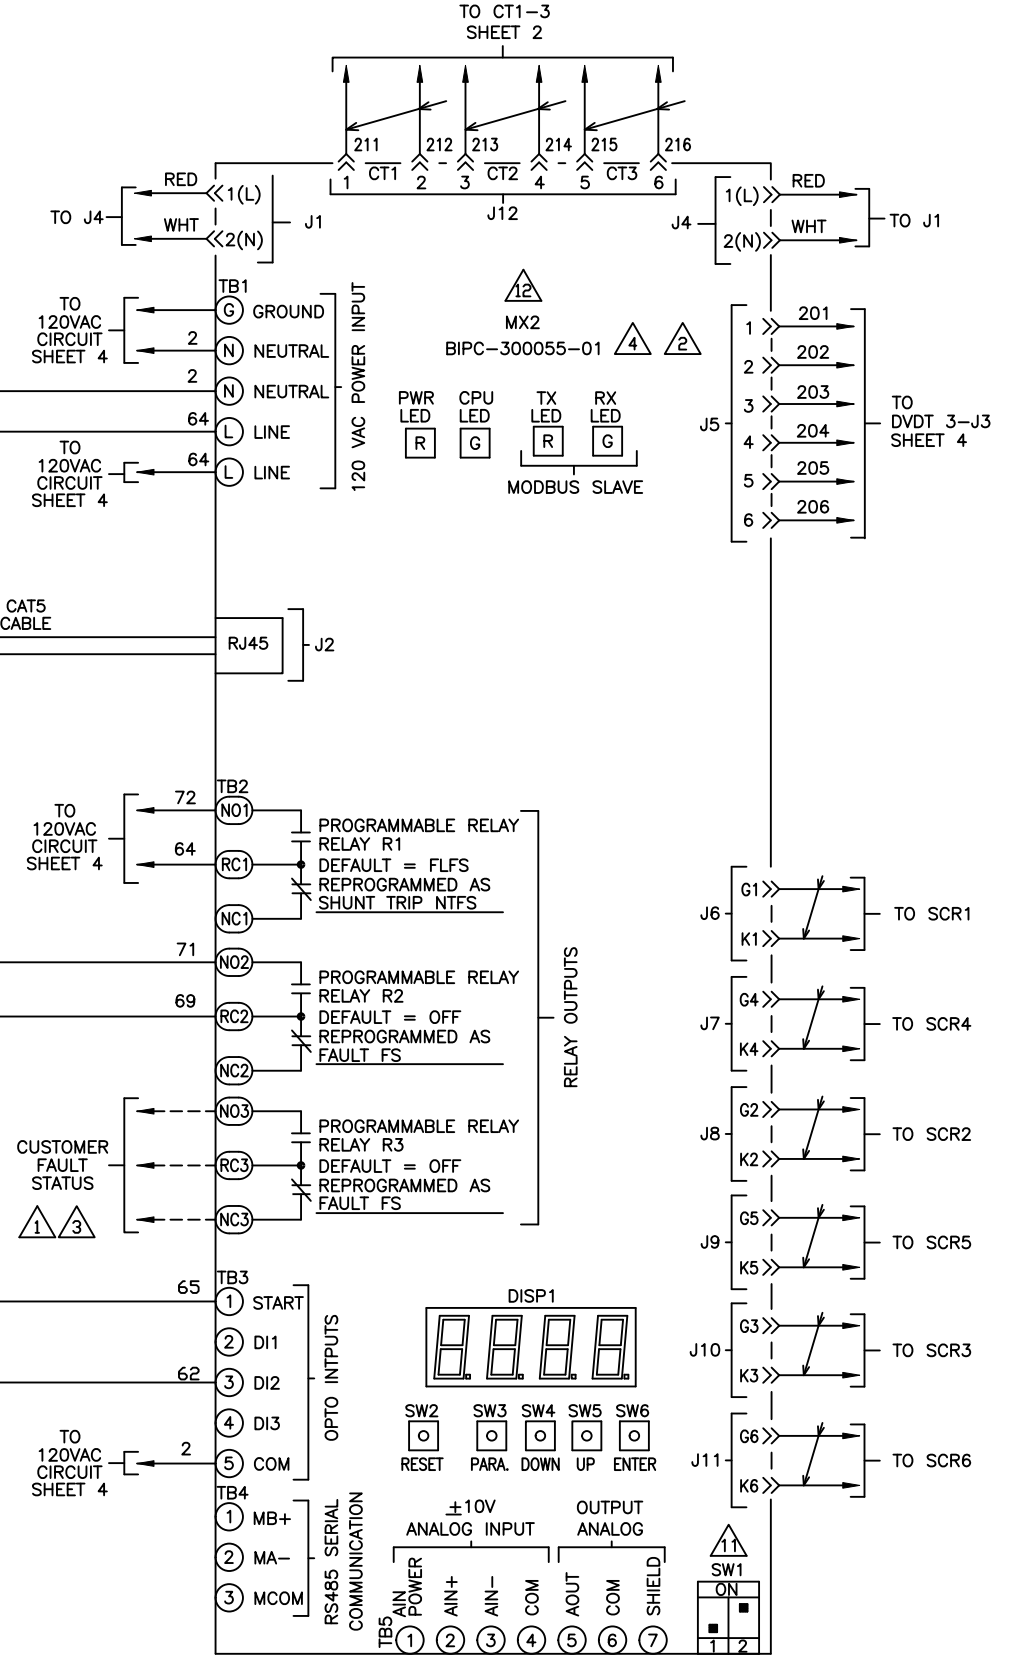 TO CT1-3
SHEET 2
211 212 213 214 215 216
CT1 CT2 CT3
1 2 3 4 5 6
J12
RED
1(L)
TO J4
J1
WHT
2(N)
RED
1(L)
J4
TO J1
WHT
2(N)
TB1
TO
120VAC
CIRCUIT
SHEET 4
G GROUND
2 N NEUTRAL
2 N NEUTRAL
64 L LINE
64 L LINE
TO
120VAC
CIRCUIT
SHEET 4
120 VAC POWER INPUT
12
MX2
BIPC-300055-01 4 2
PWR
LED
CPU
LED
TX
LED
RX
LED
R G R G
MODBUS SLAVE
J5
1 201
2 202
3 203
4 204
5 205
6 206
TO
DVDT 3-J3
SHEET 4
CAT5
CABLE
RJ45
J2
TB2
TO
120VAC
CIRCUIT
SHEET 4
72 NO1
64 RC1
NC1
PROGRAMMABLE RELAY
RELAY R1
DEFAULT = FLFS
REPROGRAMMED AS
SHUNT TRIP NTFS
71 NO2
69 RC2
NC2
PROGRAMMABLE RELAY
RELAY R2
DEFAULT = OFF
REPROGRAMMED AS
FAULT FS
RELAY OUTPUTS
CUSTOMER
FAULT
STATUS
1 3
NO3
RC3
NC3
PROGRAMMABLE RELAY
RELAY R3
DEFAULT = OFF
REPROGRAMMED AS
FAULT FS
J6
G1
K1
TO SCR1
J7
G4
K4
TO SCR4
J8
G2
K2
TO SCR2
J9
G5
K5
TO SCR5
J10
G3
K3
TO SCR3
J11
G6
K6
TO SCR6
TB3
65 1 START
2 DI1
62 3 DI2
4 DI3
2 5 COM
TO
120VAC
CIRCUIT
SHEET 4
OPTO INTPUTS
DISP1
8.8.8.8.
SW2 SW3 SW4 SW5 SW6
RESET PARA. DOWN UP ENTER
TB4
1 MB+
2 MA-
3 MCOM
RS485 SERIAL
COMMUNICATION
±10V
ANALOG INPUT
OUTPUT
ANALOG
TB5
AIN
POWER
AIN+
AIN-
COM
AOUT
COM
SHIELD
1 2 3 4 5 6 7
11
SW1
ON
1 2